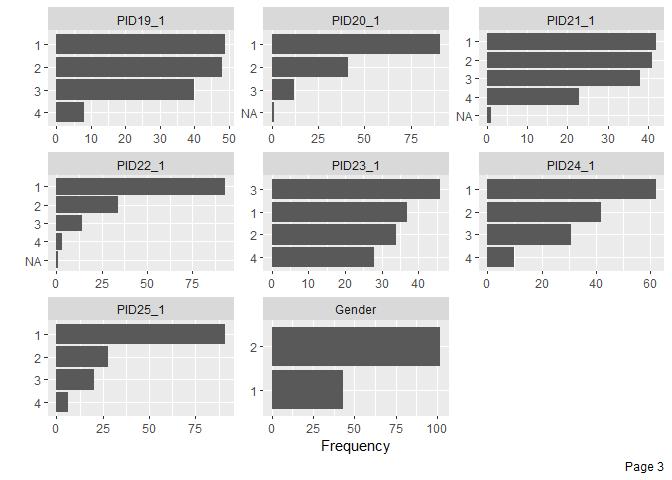 PID19_1 PID20_1 PID21_1
1 1 1
2 2 2
3 3 3
4 4 4
NA NA
0 10 20 30 40 50 0 25 50 75 0 10 20 30 40
PID22_1 PID23_1 PID24_1
1 3 1
2 1 2
3 2 3
4 4 4
NA
0 25 50 75 0 10 20 30 40 0 20 40 60
PID25_1 Gender
1 2
2 1
3
4
0 25 50 75 0 25 50 75 100
Frequency
Page 3